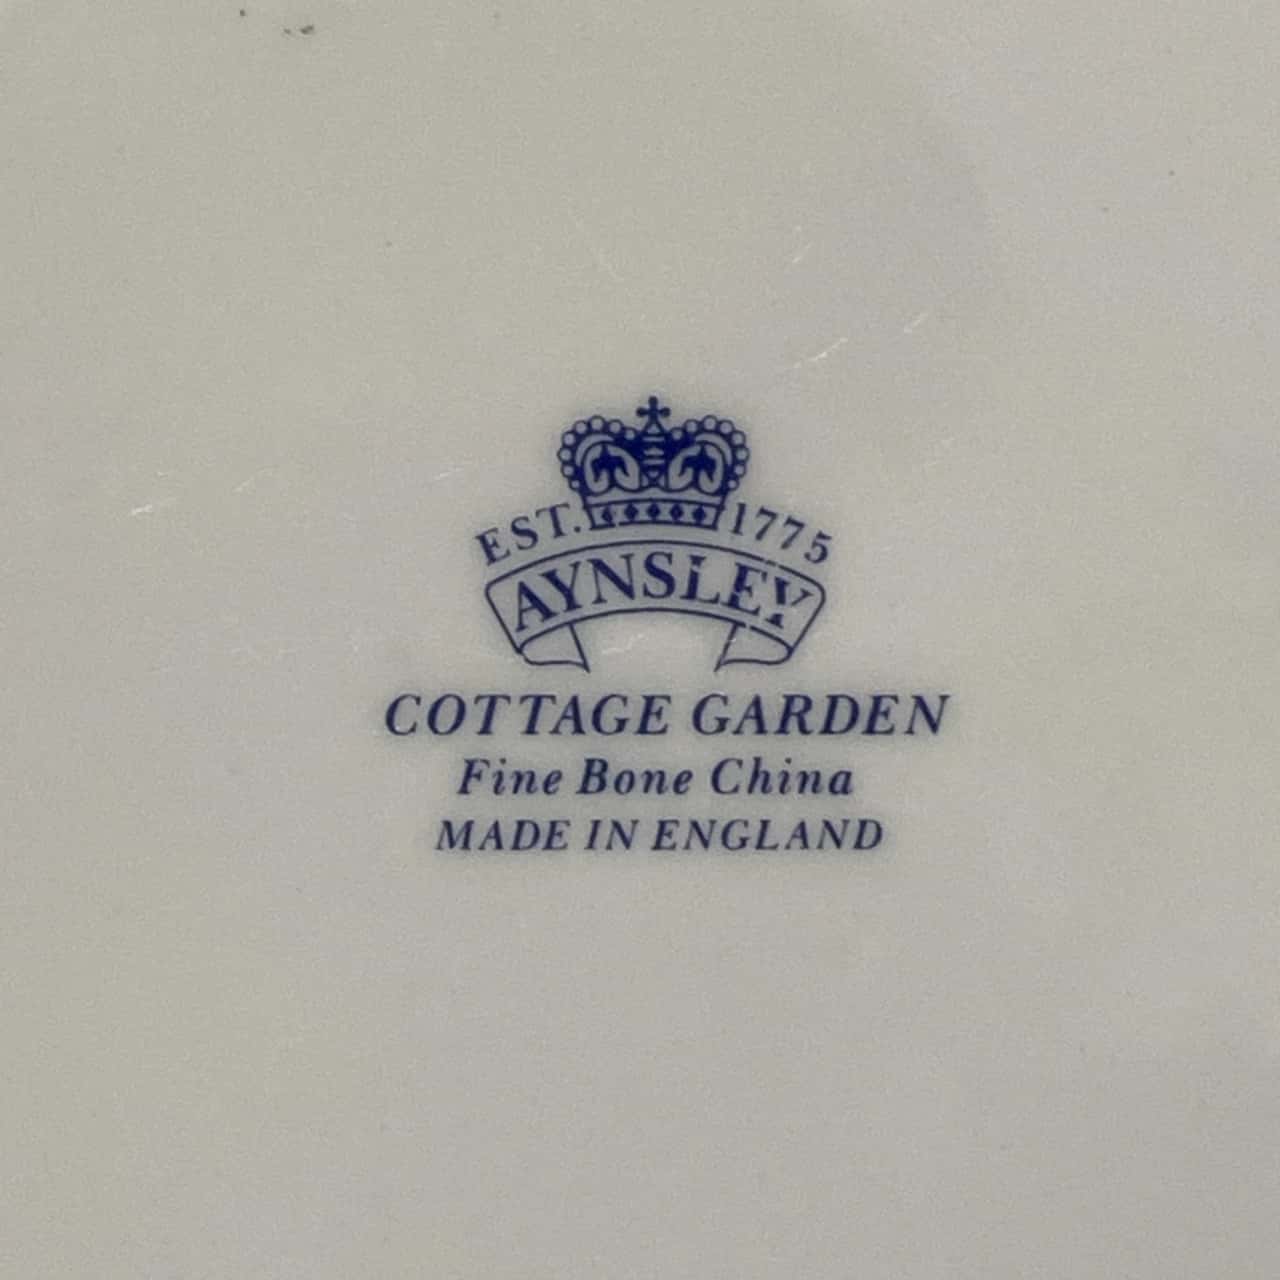 EST. 1775
AYNSLEY
COTTAGE GARDEN
Fine Bone China
MADE IN ENGLAND